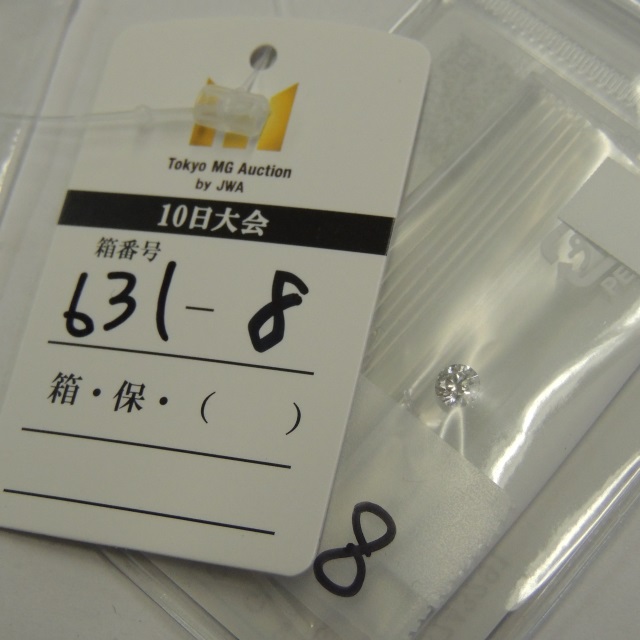 Tokyo MG Auction
by JWA
10日大会
箱番号
631-8
箱・保・（　　）
8